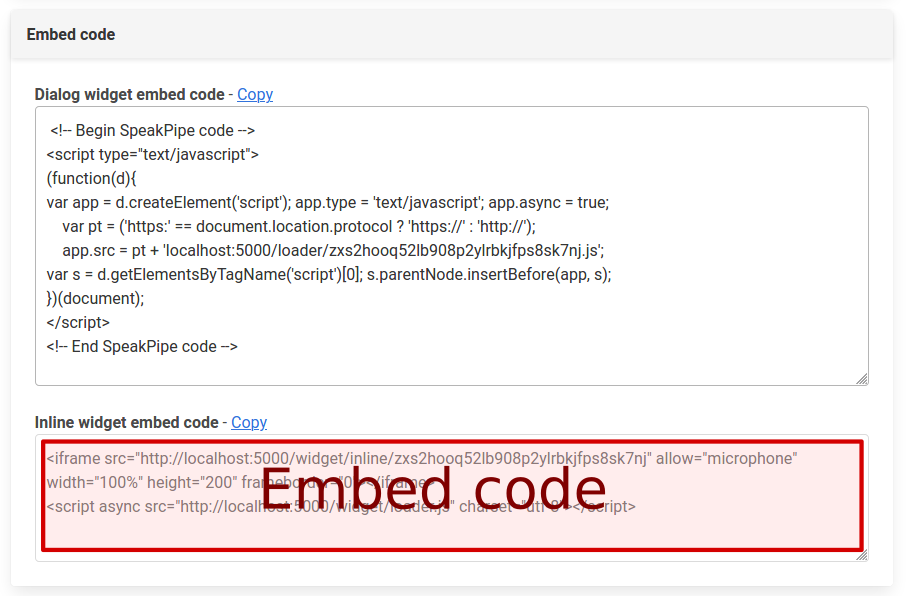 Embed code
Dialog widget embed code - Copy
<!-- Begin SpeakPipe code -->
<script type="text/javascript">
(function(d){
var app = d.createElement('script'); app.type = 'text/javascript'; app.async = true;
var pt = ('https:' == document.location.protocol ? 'https://' : 'http://');
app.src = pt + 'localhost:5000/loader/zxs2hooq52lb908p2ylrbkjfps8sk7nj.js';
var s = d.getElementsByTagName('script')[0]; s.parentNode.insertBefore(app, s);
})(document);
</script>
<!-- End SpeakPipe code -->
Inline widget embed code - Copy
<iframe src="http://localhost:5000/widget/inline/zxs2hooq52lb908p2ylrbkjfps8sk7nj" allow="microphone"
width="100%" height="200" frameborder="0"></iframe>
<script async src="http://localhost:5000/widget/loader.js" charset="utf-8"></script>
Embed code